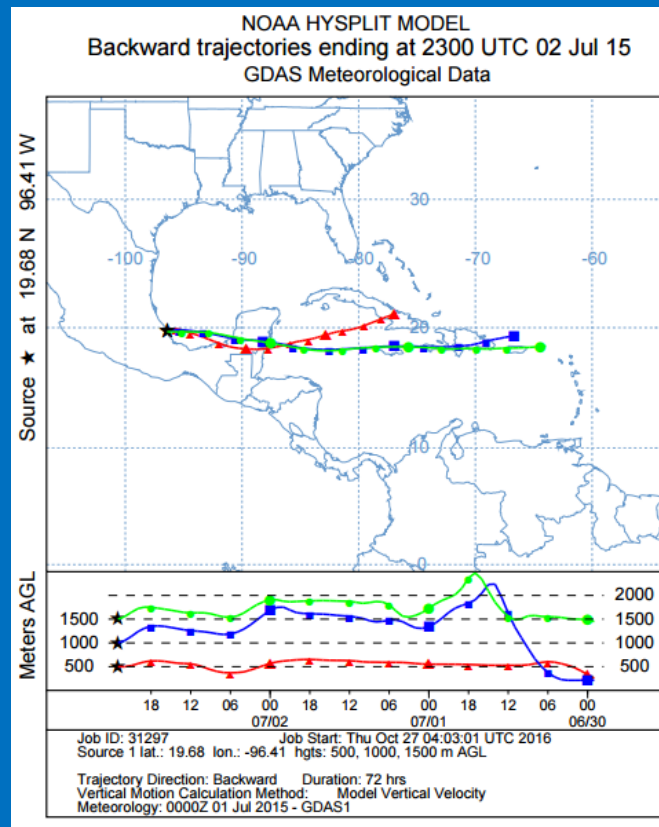 NOAA HYSPLIT MODEL
Backward trajectories ending at 2300 UTC 02 Jul 15
GDAS Meteorological Data
Source ★ at 19.68 N 96.41 W
30
-100 -90 -80 -70 -60
20
10
0
Meters AGL
2000
1500 1500
1000 1000
500 500
18 12 06 00 18 12 06 00 18 12 06 00
07/02 07/01 06/30
Job ID: 31297 Job Start: Thu Oct 27 04:03:01 UTC 2016
Source 1 lat.: 19.68 lon.: -96.41 hgts: 500, 1000, 1500 m AGL
Trajectory Direction: Backward Duration: 72 hrs
Vertical Motion Calculation Method: Model Vertical Velocity
Meteorology: 0000Z 01 Jul 2015 - GDAS1